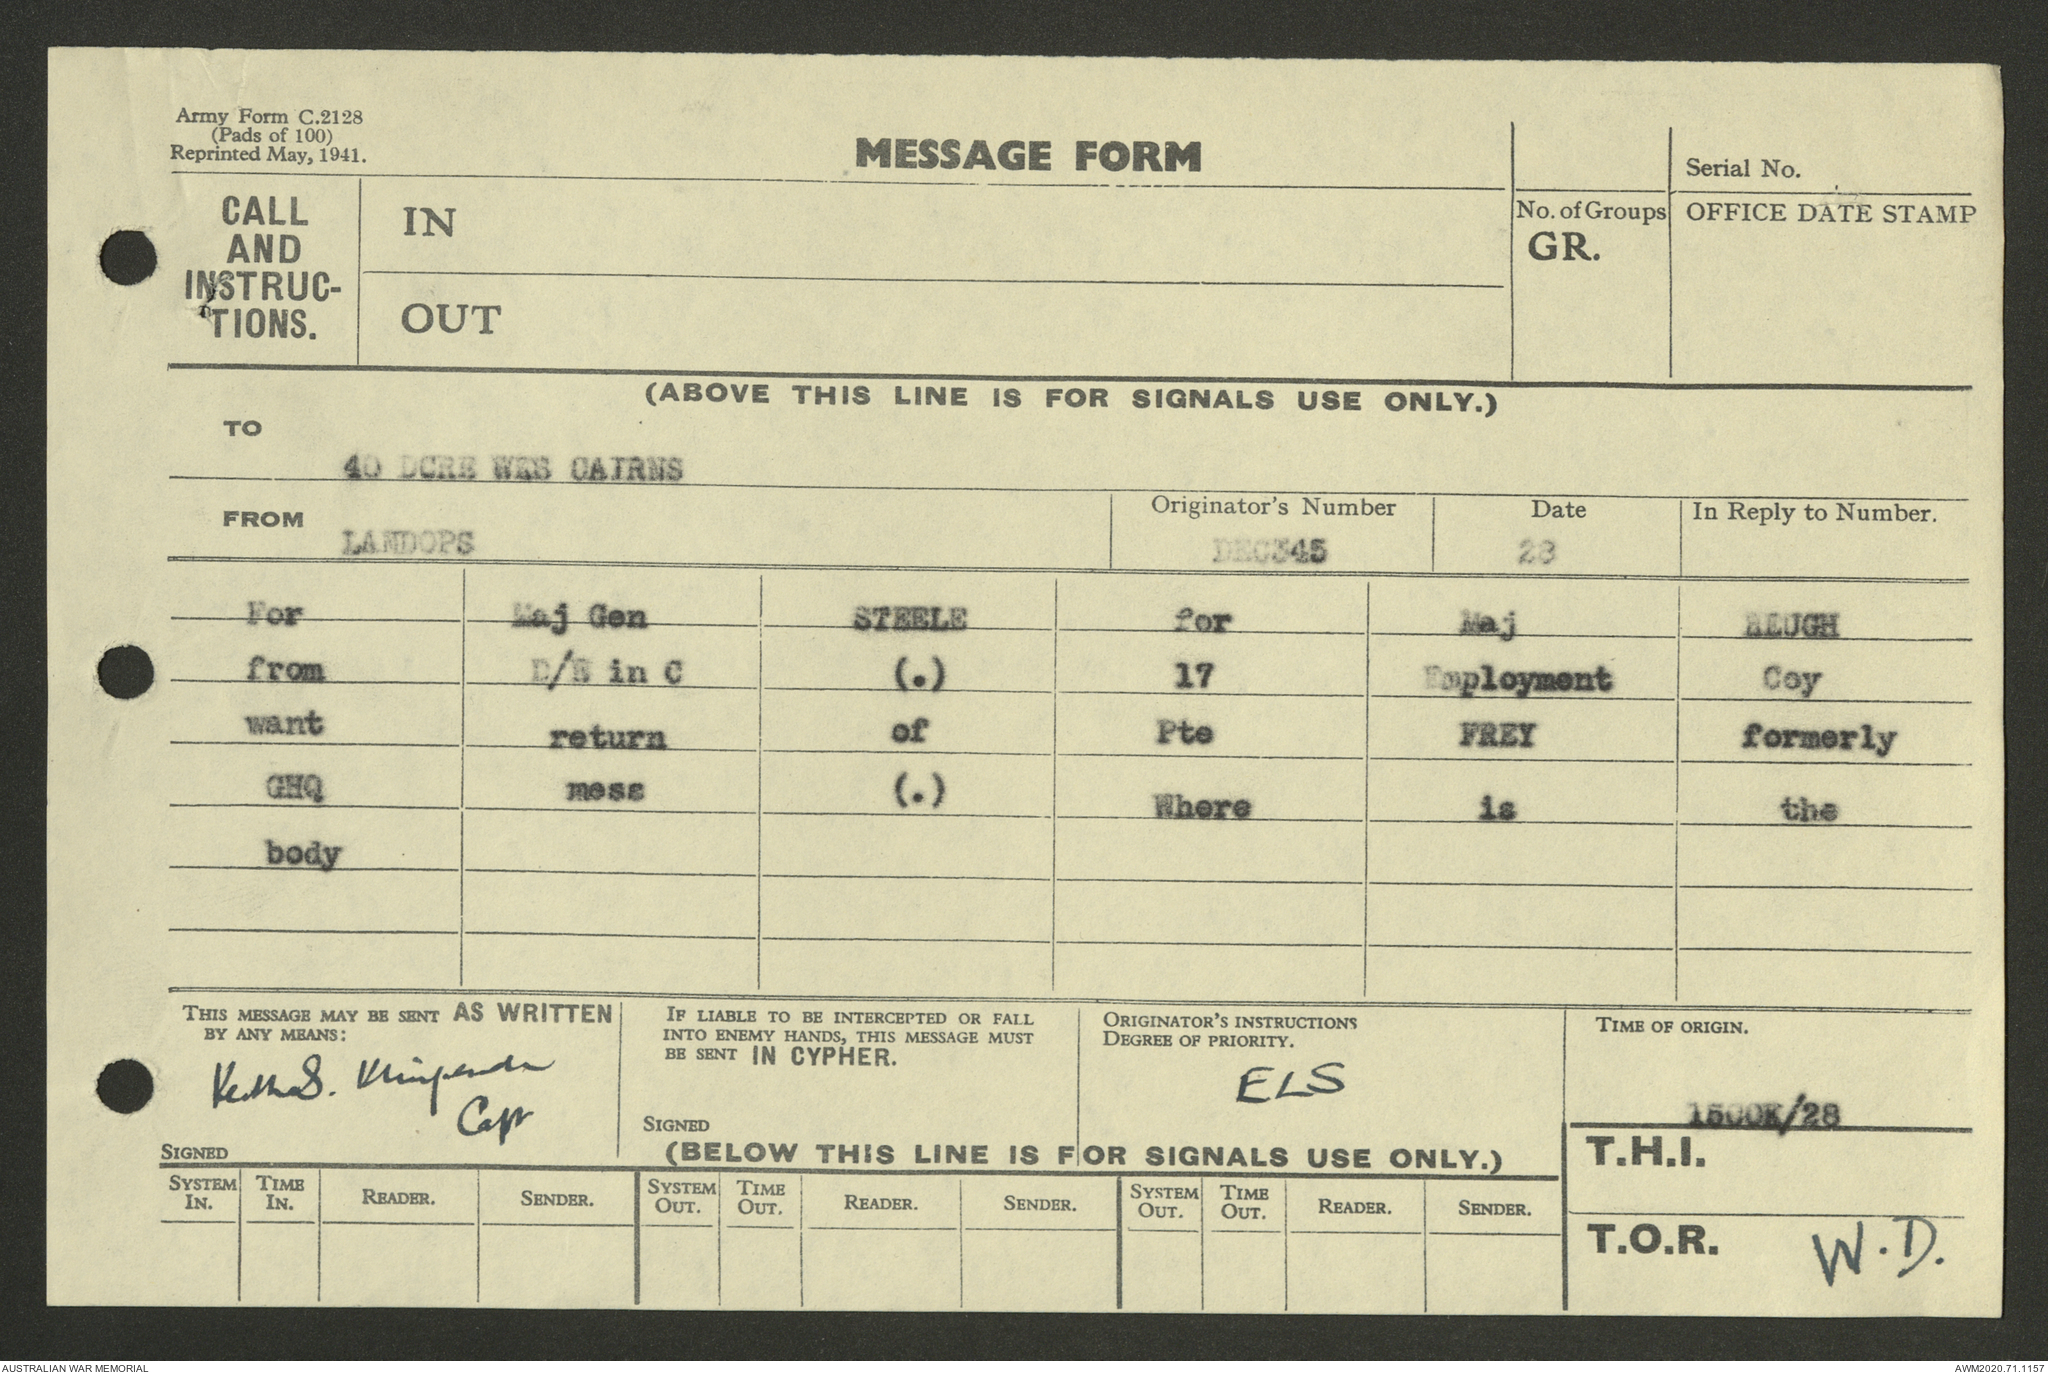 Army Form C.2128
(Pads of 100)
Reprinted May, 1941.
MESSAGE FORM
Serial No.
CALL
AND
INSTRUC-
TIONS.
IN
OUT
No. of Groups
GR.
OFFICE DATE STAMP
(ABOVE THIS LINE IS FOR SIGNALS USE ONLY.)
TO
40 DCRE WKS CAIRNS
FROM
LANDOPS
Originator's Number
DEC345
Date
28
In Reply to Number.
For Maj Gen STEELE for Maj
from D/E in C (.) 17 Employment Coy
want return of Pte FREY formerly
GHQ mess (.) Where is the
body
THIS MESSAGE MAY BE SENT AS WRITTEN
BY ANY MEANS:
Capt
SIGNED
IF LIABLE TO BE INTERCEPTED OR FALL
INTO ENEMY HANDS, THIS MESSAGE MUST
BE SENT IN CYPHER.
SIGNED
ORIGINATOR'S INSTRUCTIONS
DEGREE OF PRIORITY.
ELS
TIME OF ORIGIN.
1500K/28
(BELOW THIS LINE IS FOR SIGNALS USE ONLY.)
T.H.I.
SYSTEM IN. TIME IN. READER. SENDER. SYSTEM OUT. TIME OUT. READER. SENDER. SYSTEM OUT. TIME OUT. READER. SENDER.
T.O.R. W.D.
AUSTRALIAN WAR MEMORIAL
AWM2020.71.1157